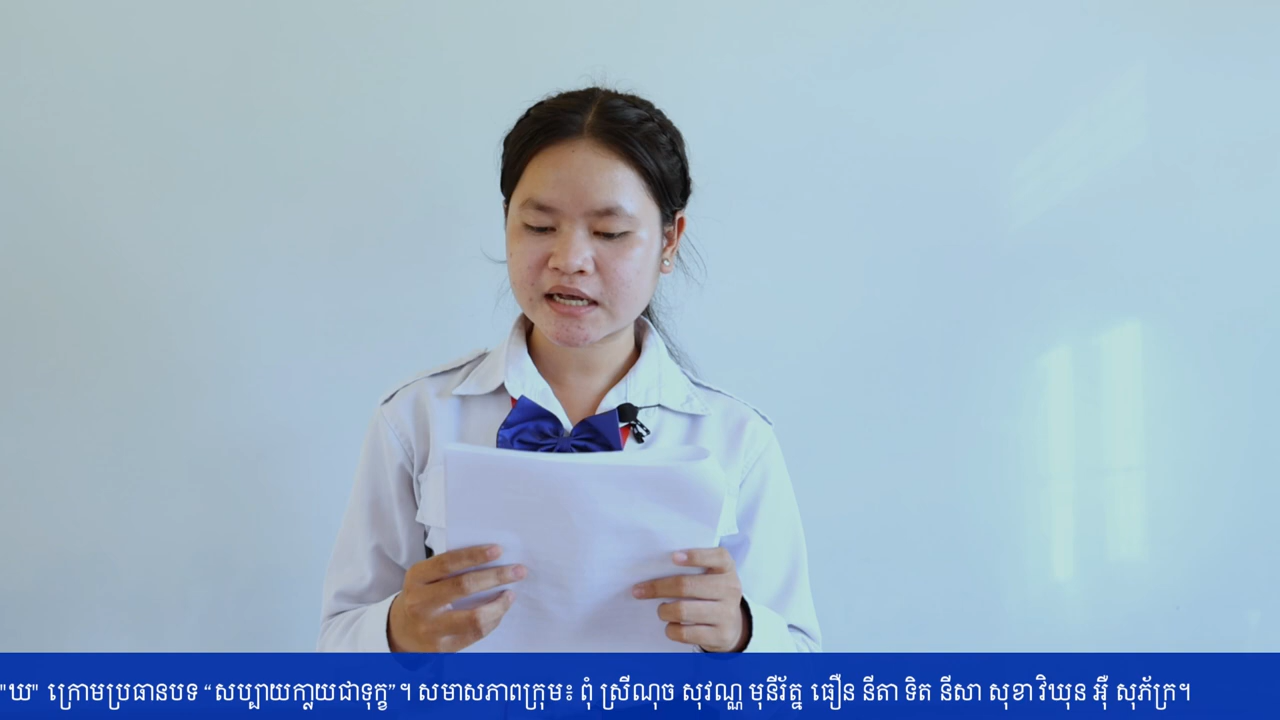 "ឃ" ក្រោមប្រធានបទ “សប្បាយកា្លយជាទុក្ខ”។ សមាសភាពក្រុម៖ ពុំ ស្រីណុច សុវណ្ណ មុនីរ័ត្ន ធឿន នីតា ទិត នីសា សុខា វិឃុន អុឺ សុភ័ក្រ។